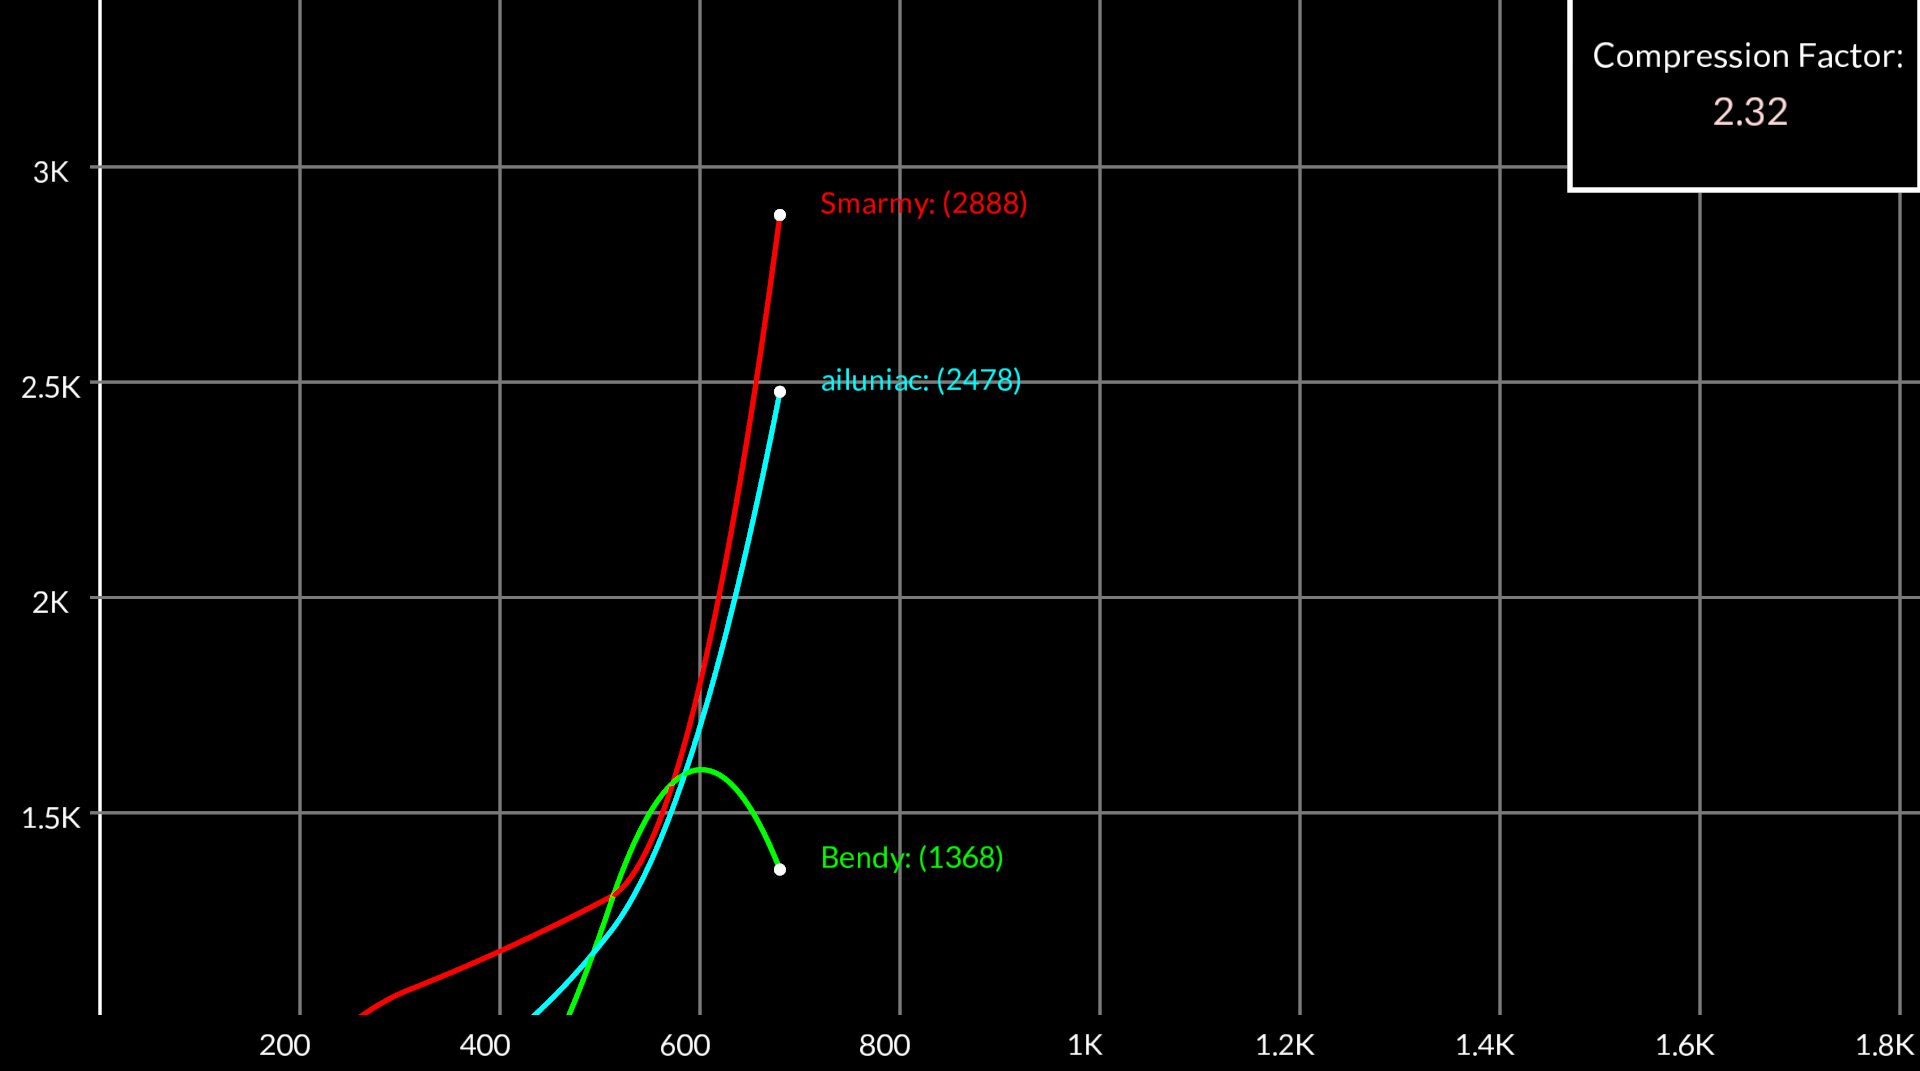 Compression Factor:
2.32
3K
Smarmy: (2888)
2.5K
ailuniac: (2478)
2K
1.5K
Bendy: (1368)
200 400 600 800 1K 1.2K 1.4K 1.6K 1.8K